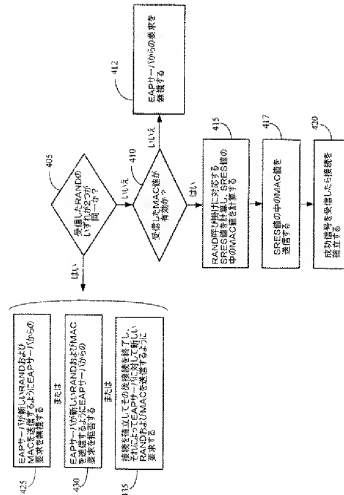 405
受信したRANDの
いずれか2つが
同一か?
はい
いいえ
425
EAPサーバが新しいRANDおよび
MACを送信するようにEAPサーバからの
要求を無視する
または
430
EAPサーバが新しいRANDおよびMAC
を送信するようにEAPサーバからの
要求を拒否する
または
435
接続を確立してその後接続を終了し、
それによってEAPサーバに対して新しい
RANDおよびMACを送信するように
要求する
410
受信したMAC値が
有効か?
いいえ
はい
412
EAPサーバからの要求を
無視する
415
RAND呼び掛けに対応する
SRES値を計算し、SRES値の
中のMAC値を計算する
417
SRES値の中のMAC値を
送信する
420
成功信号を受信したら接続を
確立する